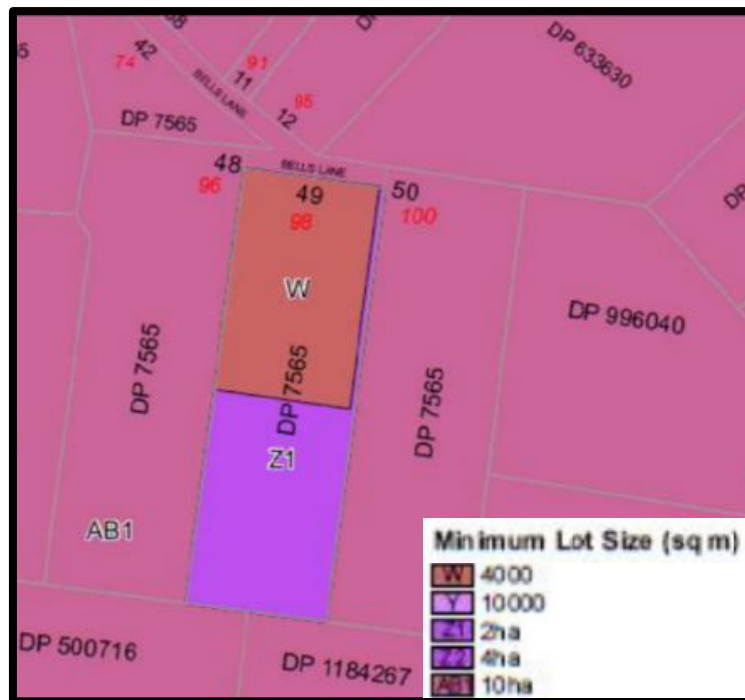 42
74
BELLS LANE
91
11
95
12
DP 633630
DP 7565
48
96
BELLS LANE
49
98
50
100
W
DP 996040
DP 7565
DP 7565
DP 7565
Z1
AB1
DP 500716
DP 1184267
Minimum Lot Size (sq m)
W 4000
Y 10000
Z1 2ha
Z2 4ha
AB1 10ha